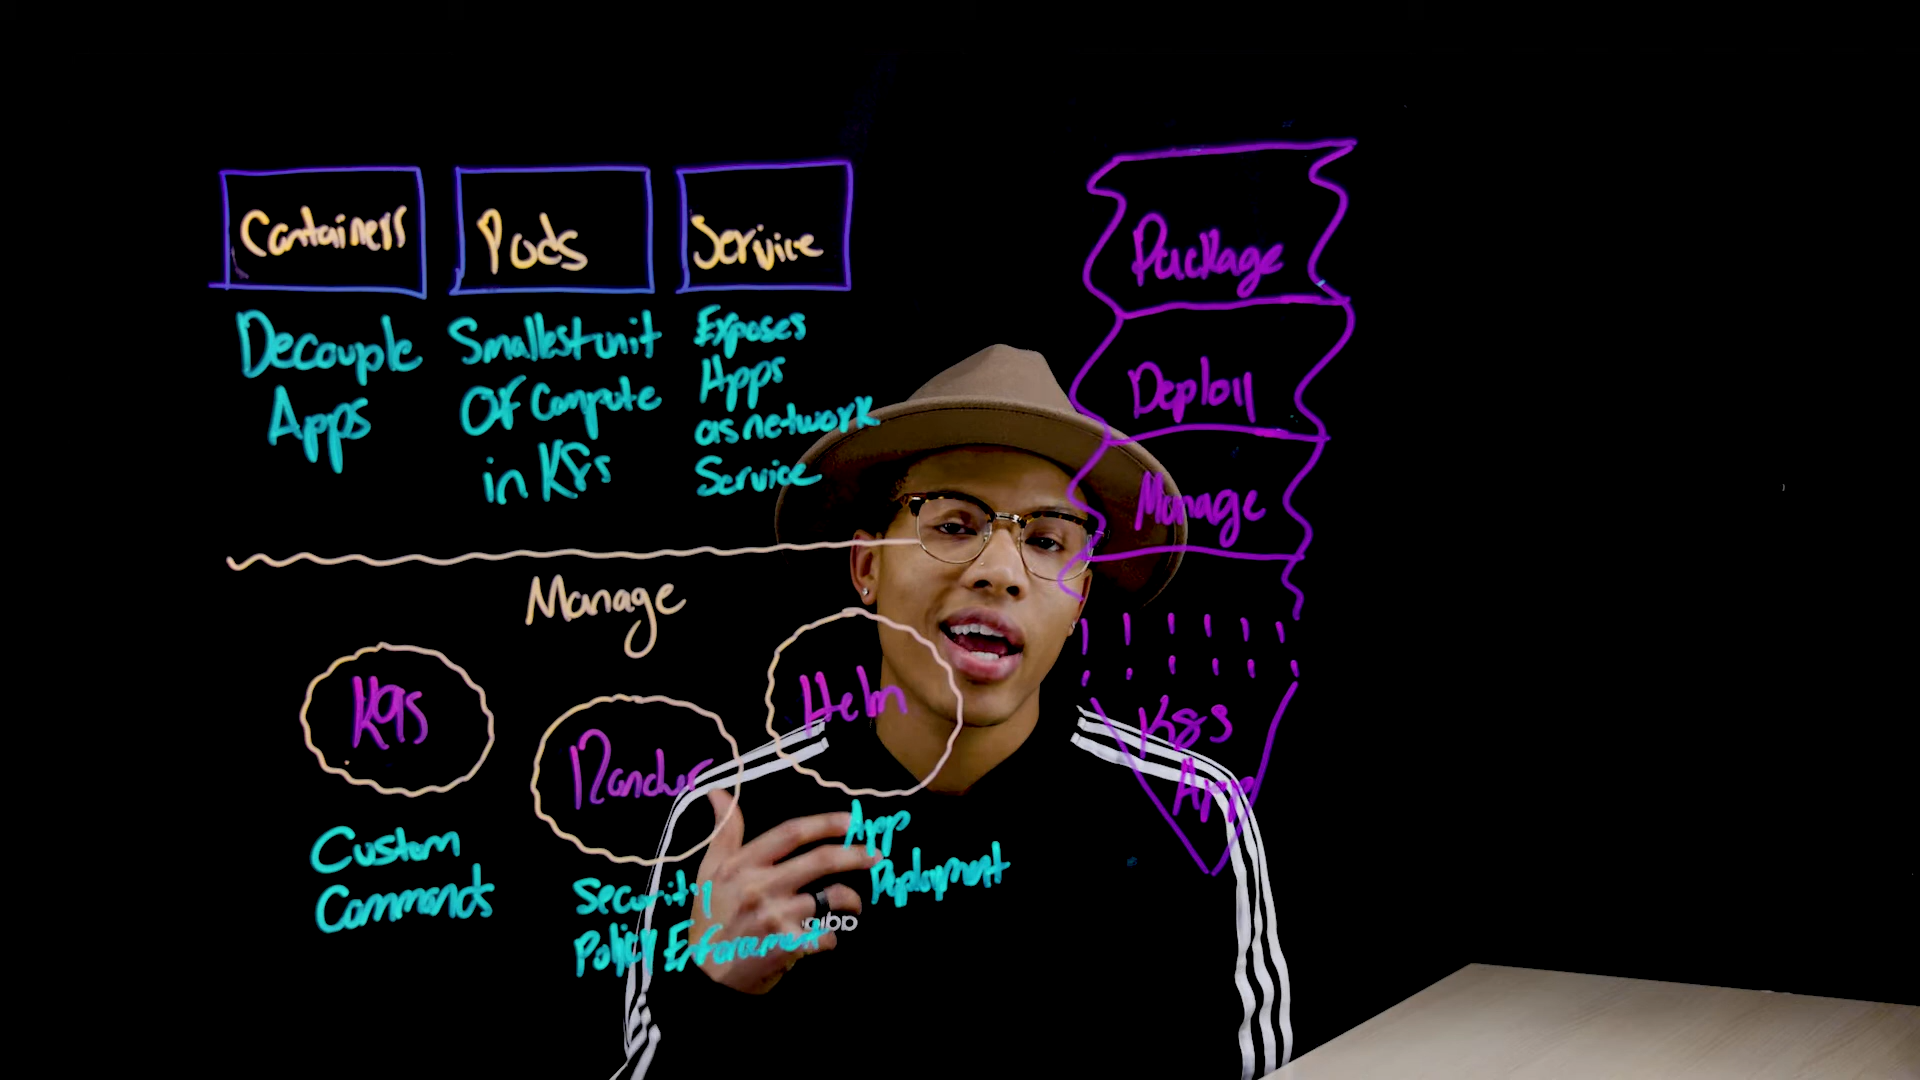 Containers
Decouple
Apps
Pods
Smallest unit
Of Compute
in K8s
Service
Exposes
Apps
as network
Service
Manage
K9s
Custom
Commands
Rancher
Security
Policy Enforcement
Helm
App
Deployment
Package
Deploy
Manage
K8s
App